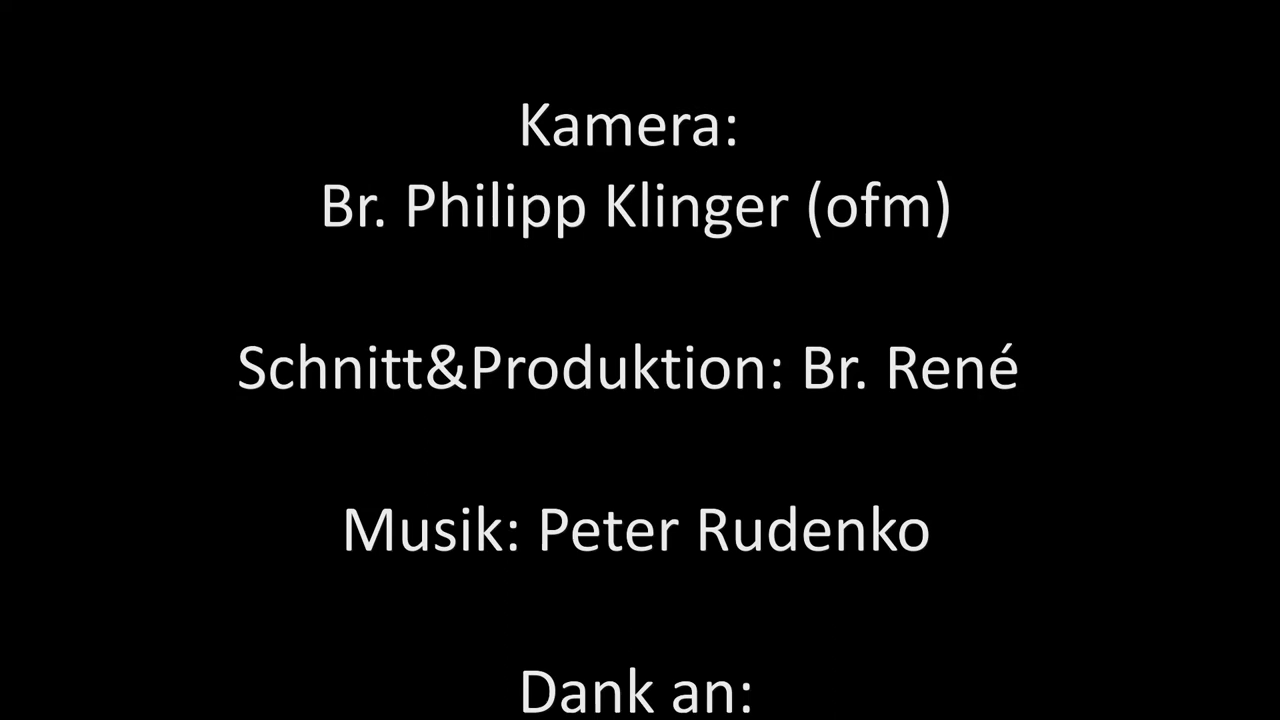 Kamera:
Br. Philipp Klinger (ofm)
Schnitt&Produktion: Br. René
Musik: Peter Rudenko
Dank an: